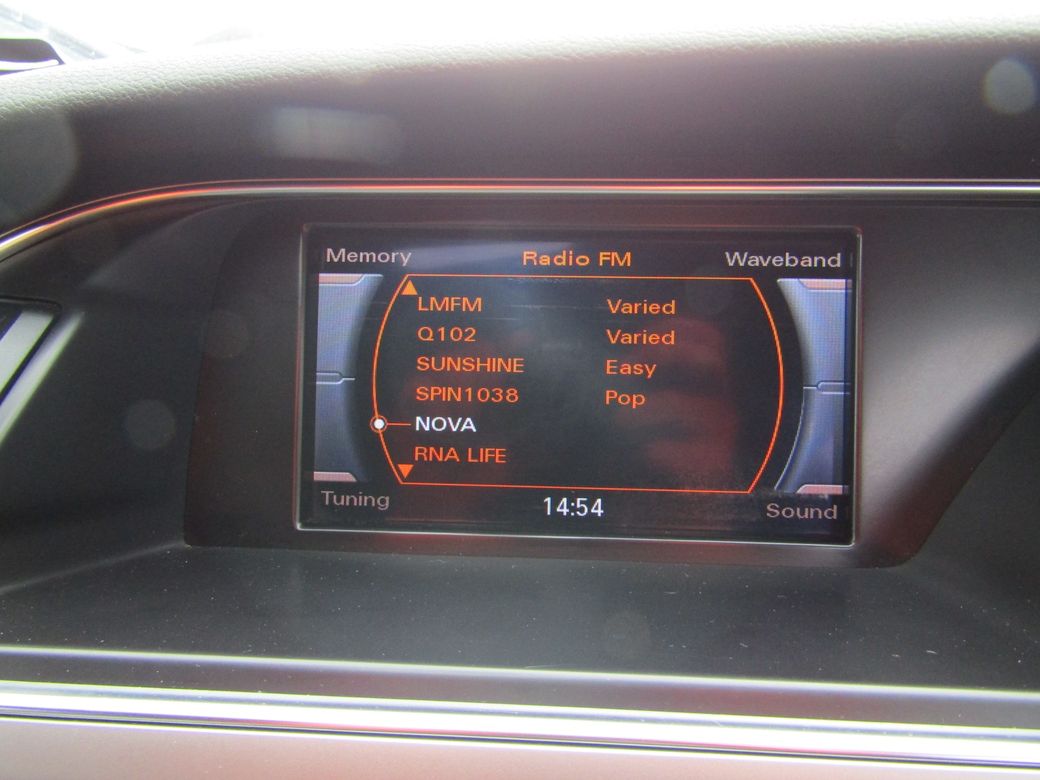 Memory Radio FM Waveband
LMFM Varied
Q102 Varied
SUNSHINE Easy
SPIN1038 Pop
NOVA
RNA LIFE
Tuning 14:54 Sound